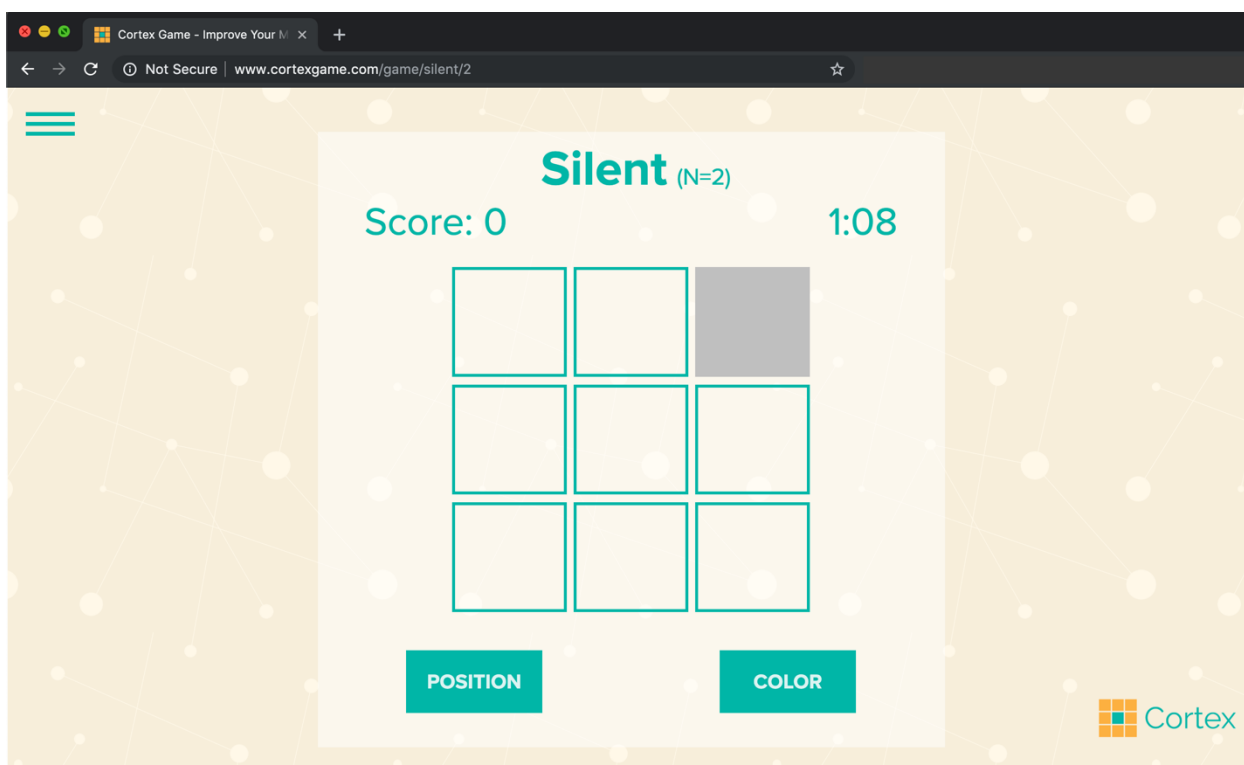 Cortex Game - Improve Your M
Not Secure | www.cortexgame.com/game/silent/2
Silent (N=2)
Score: 0 1:08
POSITION COLOR
Cortex